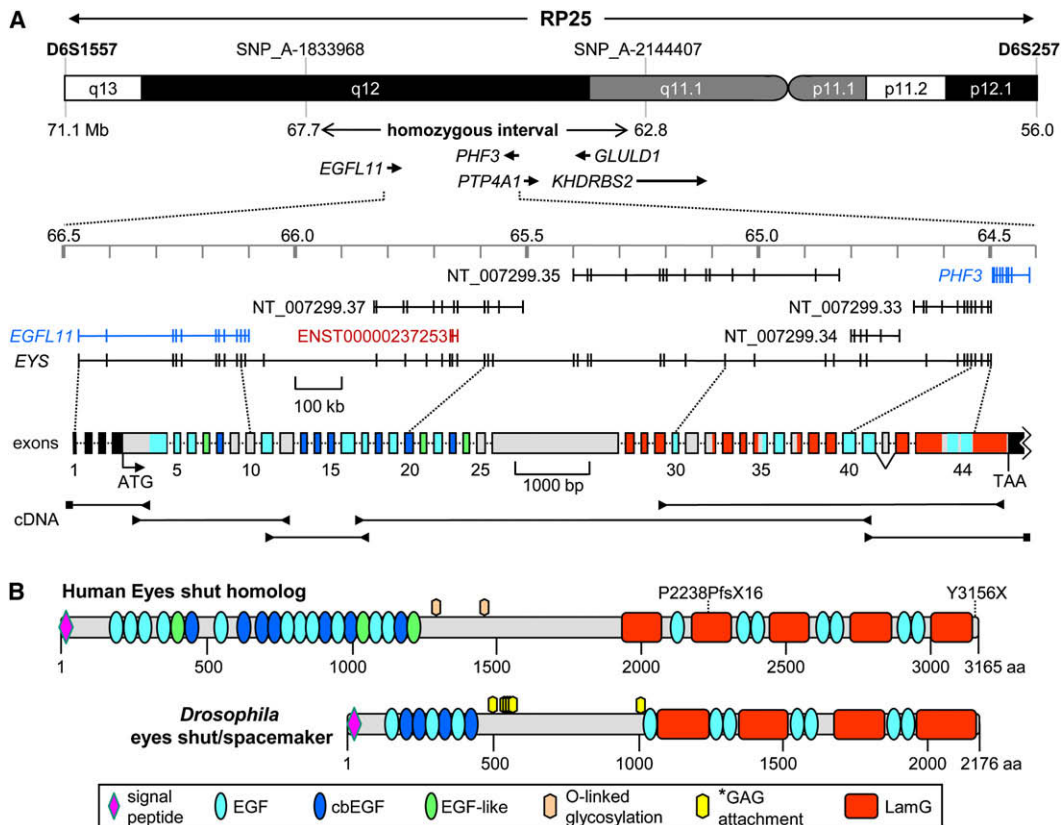 A
RP25
D6S1557 SNP_A-1833968 SNP_A-2144407 D6S257
q13 q12 q11.1 p11.1 p11.2 p12.1
71.1 Mb 67.7 homozygous interval 62.8 56.0
EGFL11 PHF3 GLULD1
PTP4A1 KHDRBS2
66.5 66.0 65.5 65.0 64.5
NT_007299.35 PHF3
NT_007299.37 NT_007299.33
EGFL11 ENST00000237253 NT_007299.34
EYS
100 kb
exons
1 5 10 15 20 25 30 35 40 44
ATG 1000 bp TAA
cDNA
B
Human Eyes shut homolog P2238PfsX16 Y3156X
1 500 1000 1500 2000 2500 3000 3165 aa
Drosophila
eyes shut/spacemaker
1 500 1000 1500 2000 2176 aa
signal peptide EGF cbEGF EGF-like O-linked glycosylation *GAG attachment LamG